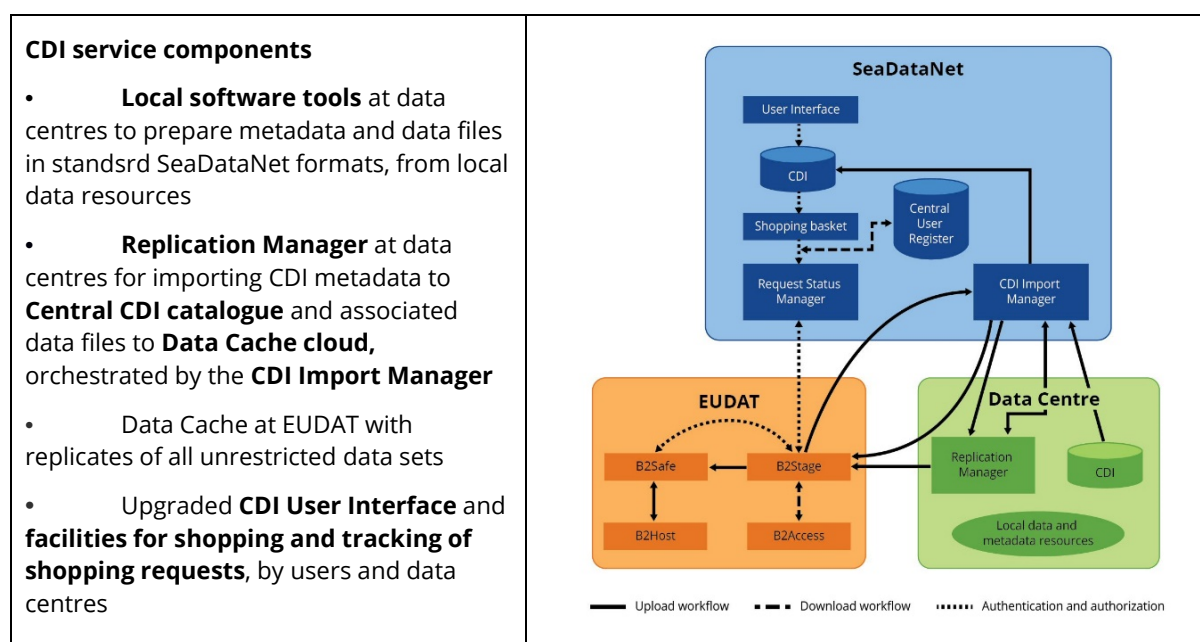 CDI service components
• Local software tools at data
centres to prepare metadata and data files
in standsrd SeaDataNet formats, from local
data resources
• Replication Manager at data
centres for importing CDI metadata to
Central CDI catalogue and associated
data files to Data Cache cloud,
orchestrated by the CDI Import Manager
• Data Cache at EUDAT with
replicates of all unrestricted data sets
• Upgraded CDI User Interface and
facilities for shopping and tracking of
shopping requests, by users and data
centres
SeaDataNet
User Interface
CDI
Shopping basket
Central
User
Register
Request Status
Manager
CDI Import
Manager
EUDAT
B2Safe
B2Stage
B2Host
B2Access
Data Centre
Replication
Manager
CDI
Local data and
metadata resources
Upload workflow
Download workflow
Authentication and authorization